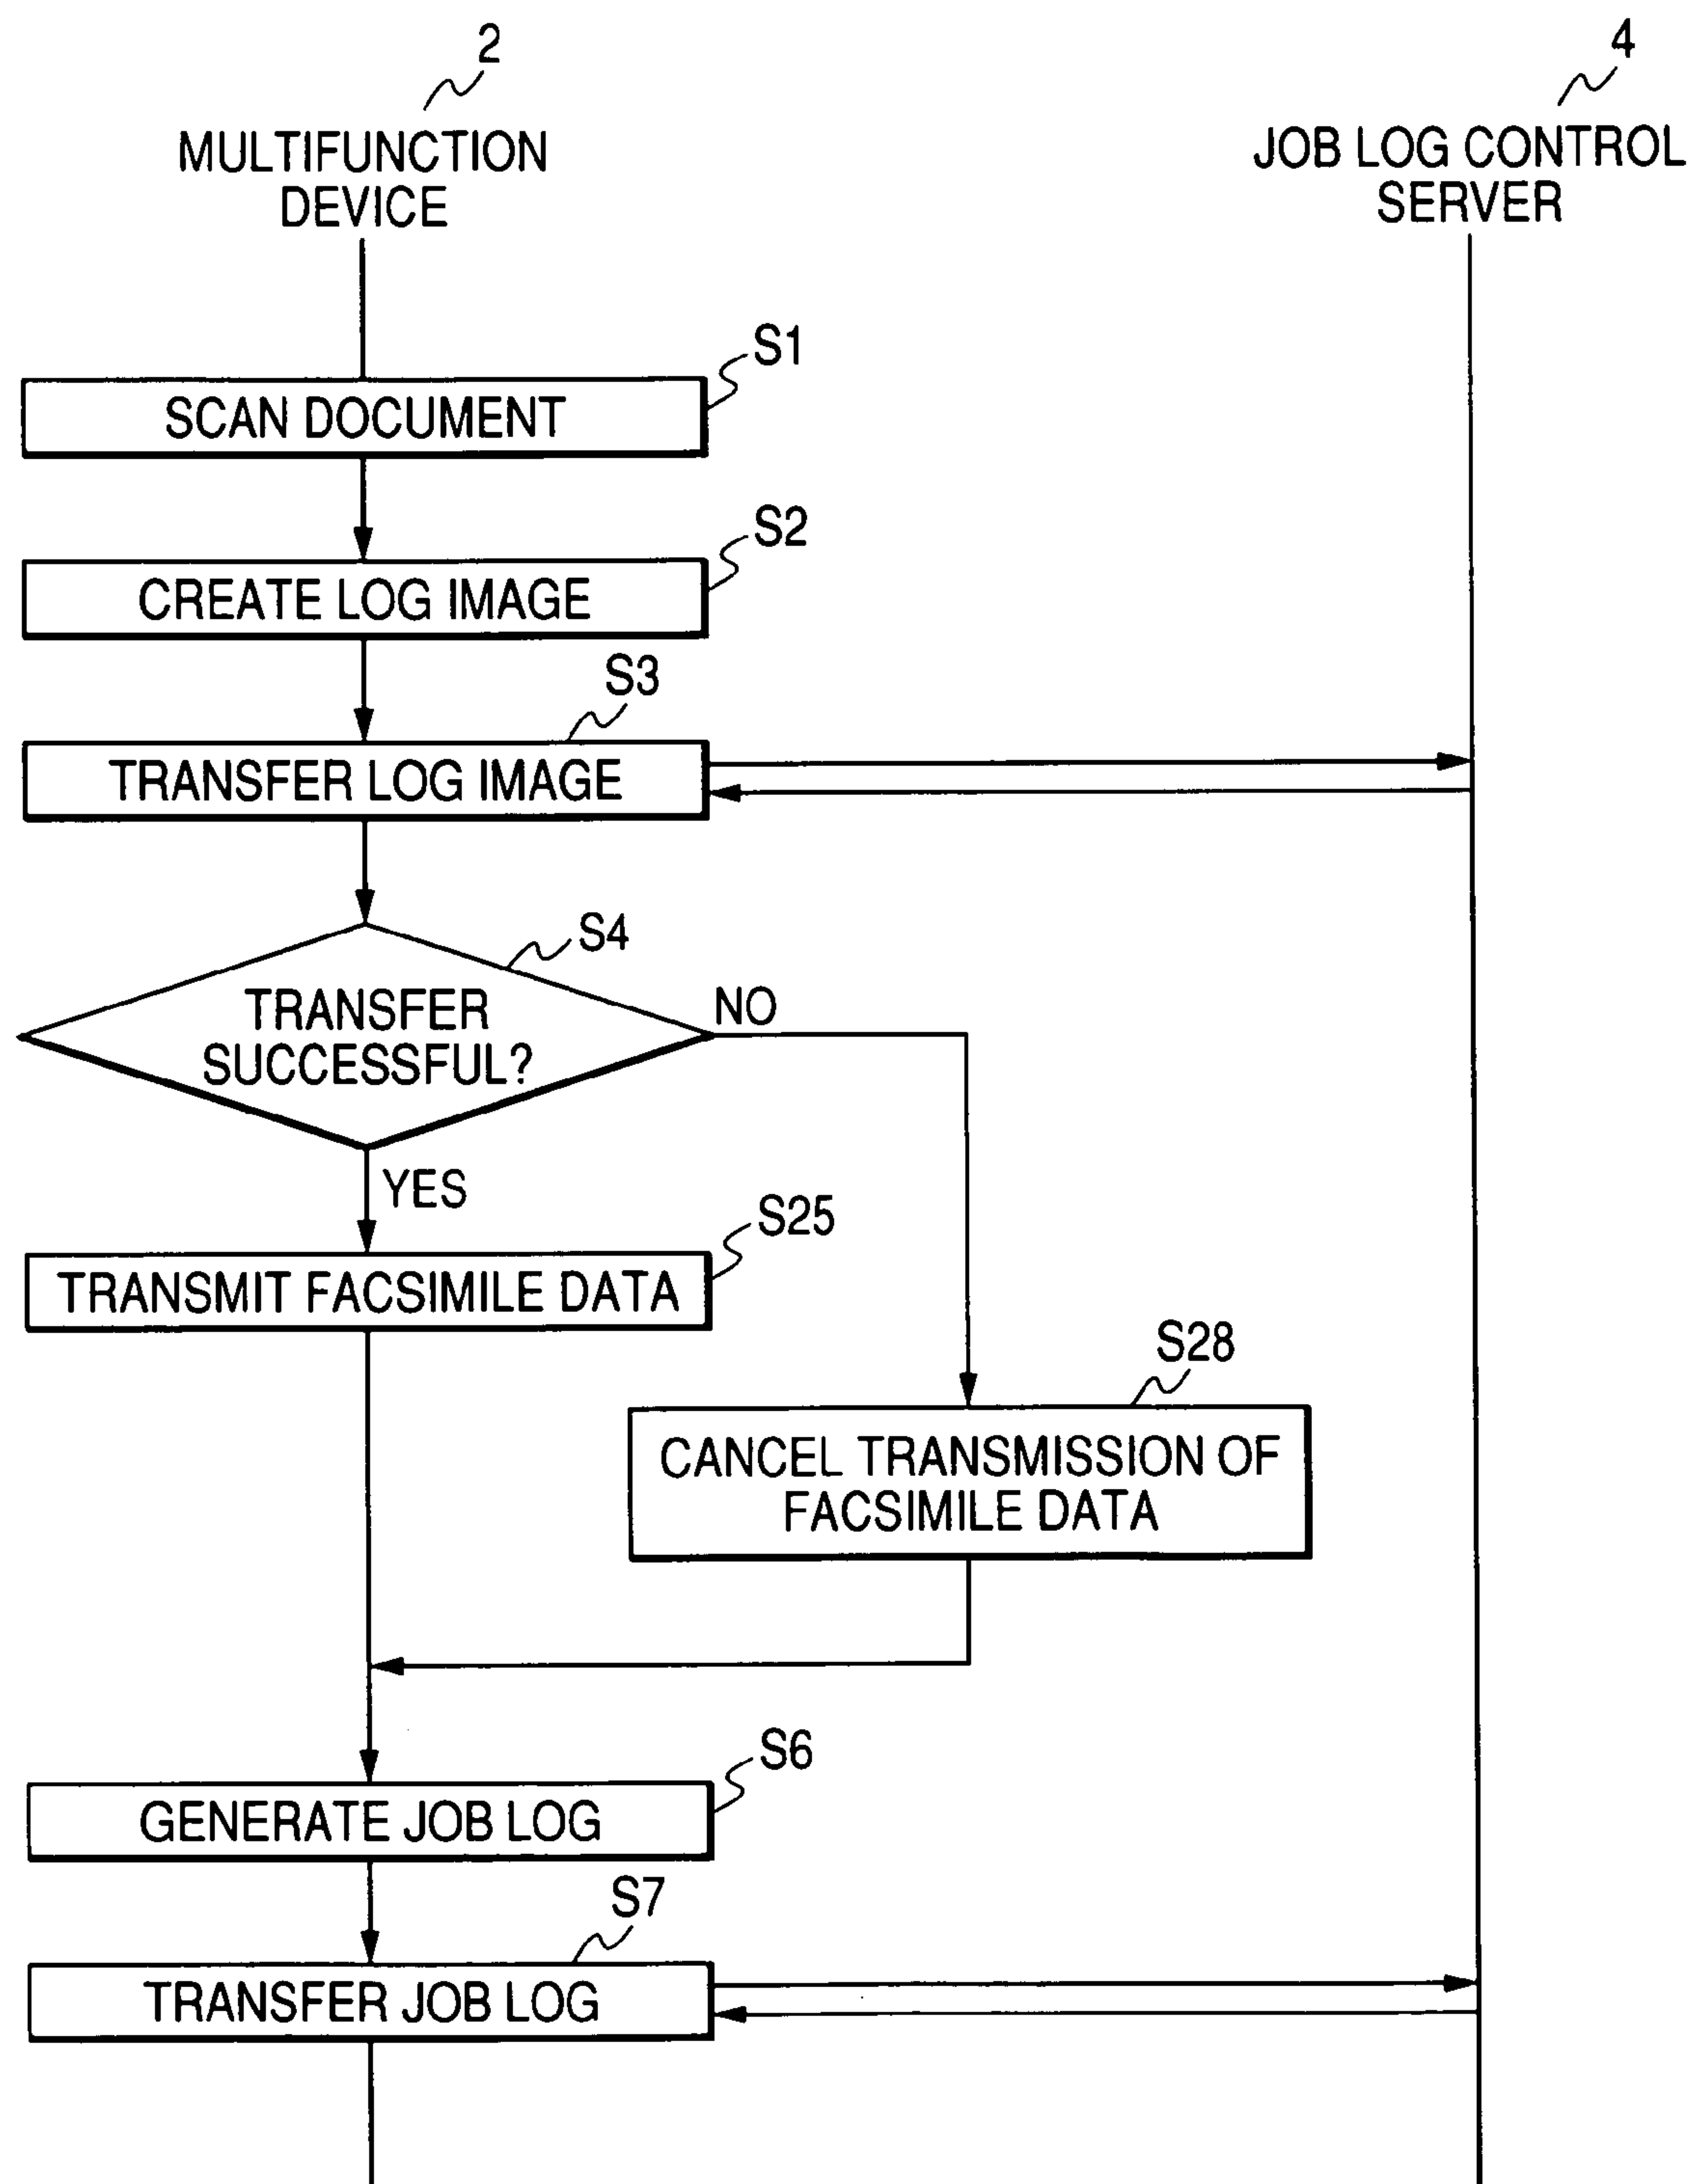 2
4
MULTIFUNCTION
DEVICE
JOB LOG CONTROL
SERVER
S1
SCAN DOCUMENT
S2
CREATE LOG IMAGE
S3
TRANSFER LOG IMAGE
S4
TRANSFER
SUCCESSFUL?
NO
YES
S25
TRANSMIT FACSIMILE DATA
S28
CANCEL TRANSMISSION OF
FACSIMILE DATA
S6
GENERATE JOB LOG
S7
TRANSFER JOB LOG